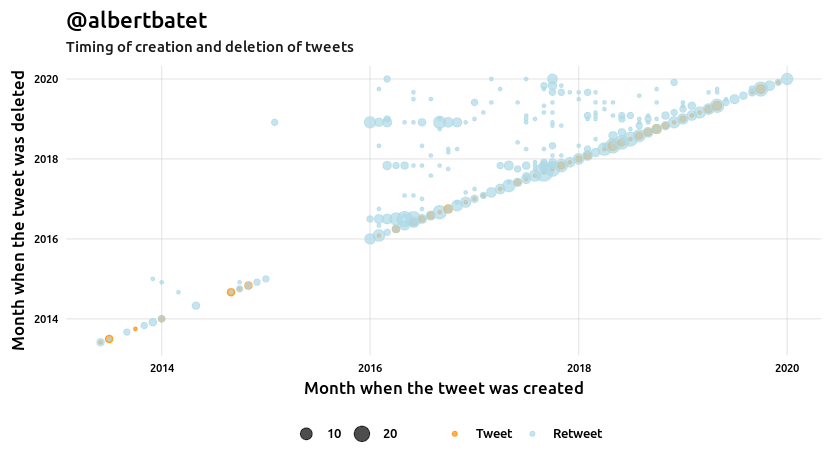 @albertbatet
Timing of creation and deletion of tweets
Month when the tweet was deleted
2020
2018
2016
2014
2014 2016 2018 2020
Month when the tweet was created
10 20 Tweet Retweet